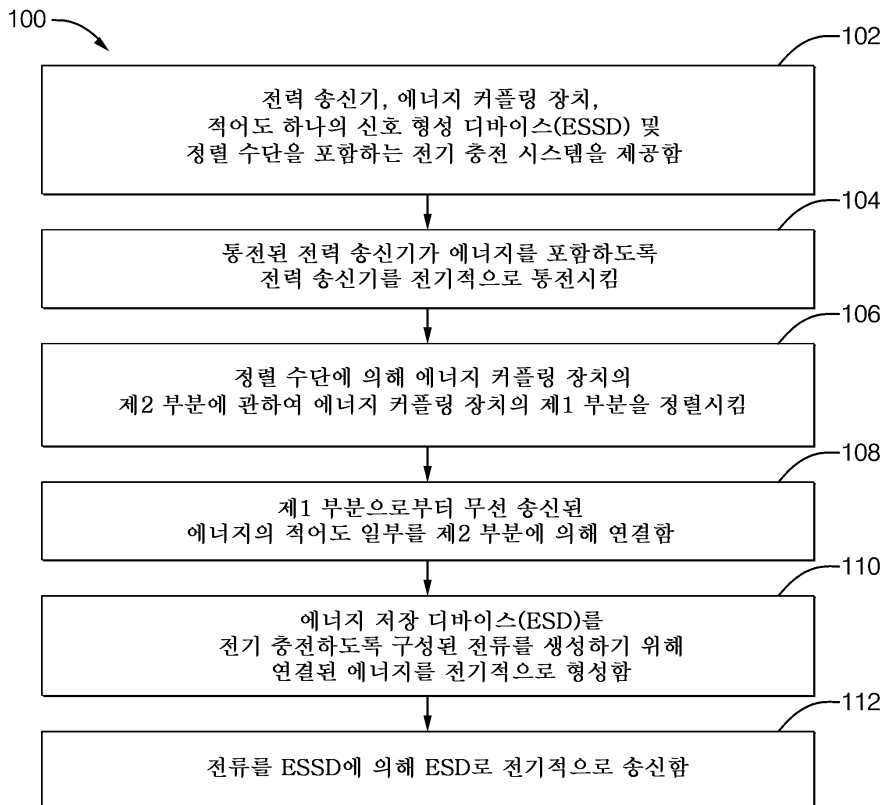 100
102
전력 송신기, 에너지 커플링 장치,
적어도 하나의 신호 형성 디바이스(ESSD) 및
정렬 수단을 포함하는 전기 충전 시스템을 제공함
104
통전된 전력 송신기가 에너지를 포함하도록
전력 송신기를 전기적으로 통전시킴
106
정렬 수단에 의해 에너지 커플링 장치의
제2 부분에 관하여 에너지 커플링 장치의 제1 부분을 정렬시킴
108
제1 부분으로부터 무선 송신된
에너지의 적어도 일부를 제2 부분에 의해 연결함
110
에너지 저장 디바이스(ESD)를
전기 충전하도록 구성된 전류를 생성하기 위해
연결된 에너지를 전기적으로 형성함
112
전류를 ESSD에 의해 ESD로 전기적으로 송신함